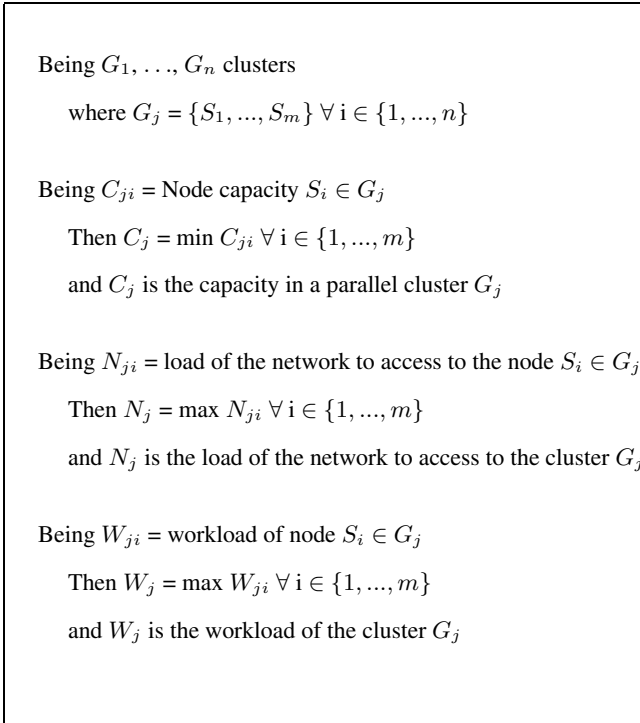 Being G₁, …, Gₙ clusters
where Gⱼ = {S₁, ..., Sₘ} ∀ i ∈ {1, ..., n}
Being Cⱼᵢ = Node capacity Sᵢ ∈ Gⱼ
Then Cⱼ = min Cⱼᵢ ∀ i ∈ {1, ..., m}
and Cⱼ is the capacity in a parallel cluster Gⱼ
Being Nⱼᵢ = load of the network to access to the node Sᵢ ∈ Gⱼ
Then Nⱼ = max Nⱼᵢ ∀ i ∈ {1, ..., m}
and Nⱼ is the load of the network to access to the cluster Gⱼ
Being Wⱼᵢ = workload of node Sᵢ ∈ Gⱼ
Then Wⱼ = max Wⱼᵢ ∀ i ∈ {1, ..., m}
and Wⱼ is the workload of the cluster Gⱼ